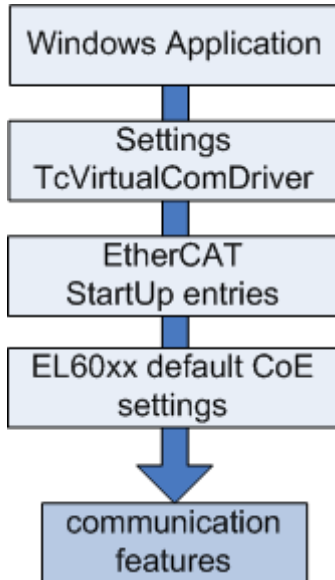 Windows Application
Settings
TcVirtualComDriver
EtherCAT
StartUp entries
EL60xx default CoE
settings
communication
features